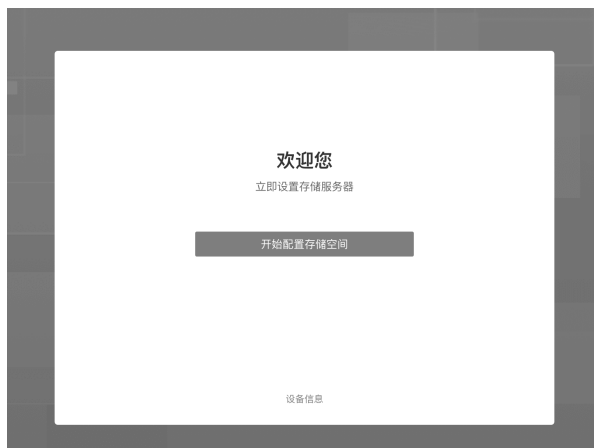 欢迎您
立即设置存储服务器
开始配置存储空间
设备信息